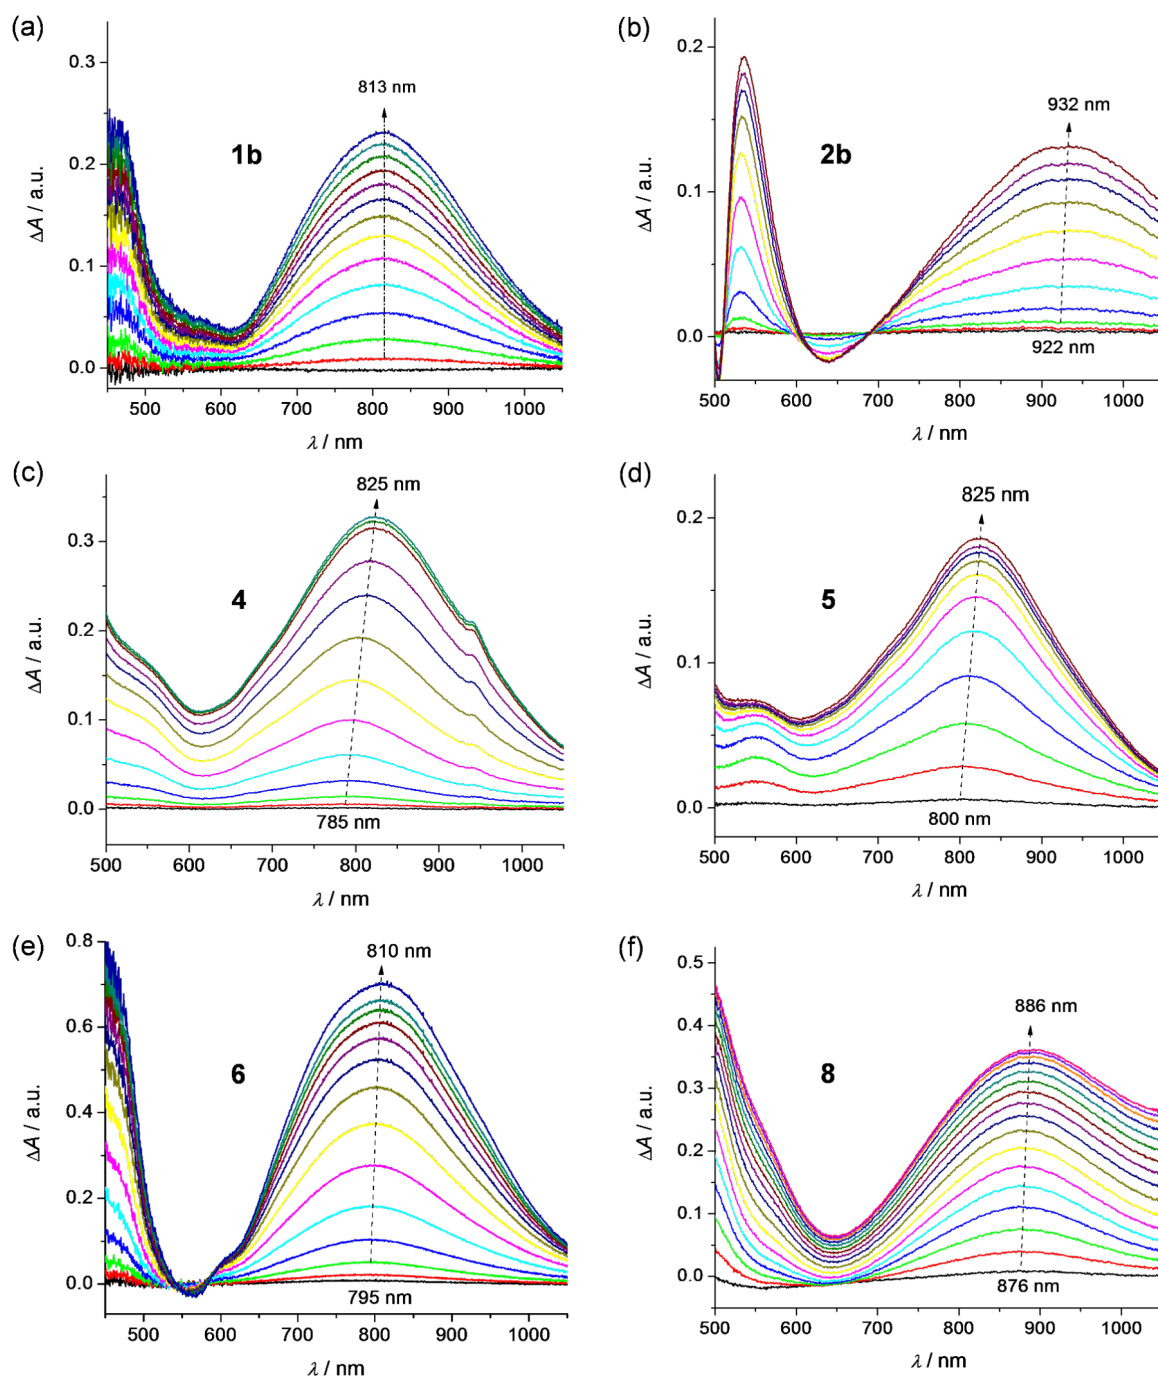 (a)
0.3
0.2
0.1
0.0
ΔA / a.u.
813 nm
1b
500 600 700 800 900 1000
λ / nm
(b)
0.2
0.1
0.0
ΔA / a.u.
932 nm
2b
922 nm
500 600 700 800 900 1000
λ / nm
(c)
0.3
0.2
0.1
0.0
ΔA / a.u.
825 nm
4
785 nm
500 600 700 800 900 1000
λ / nm
(d)
0.2
0.1
0.0
ΔA / a.u.
825 nm
5
800 nm
500 600 700 800 900 1000
λ / nm
(e)
0.8
0.6
0.4
0.2
0.0
ΔA / a.u.
810 nm
6
795 nm
500 600 700 800 900 1000
λ / nm
(f)
0.5
0.4
0.3
0.2
0.1
0.0
ΔA / a.u.
886 nm
8
876 nm
500 600 700 800 900 1000
λ / nm